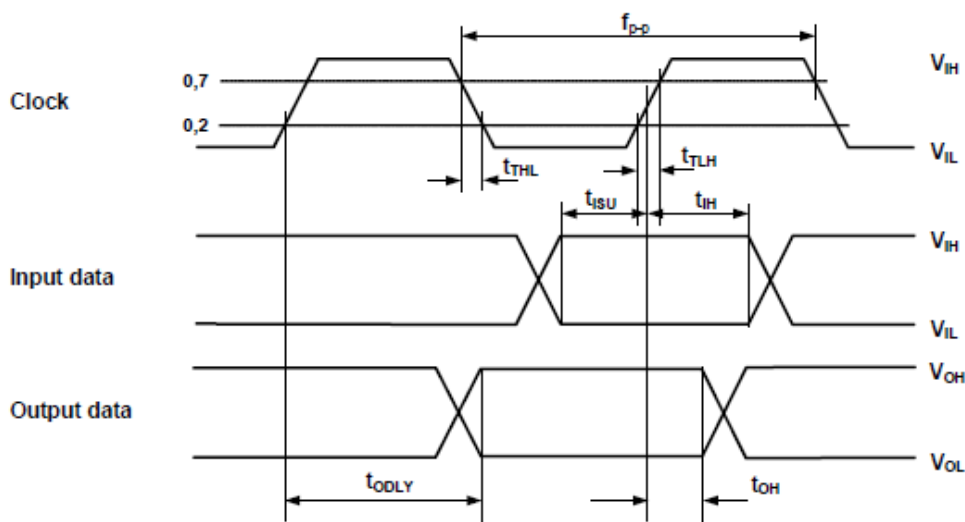 fp-p
0,7
VIH
Clock
0,2
VIL
tTHL
tTLH
tISU
tIH
VIH
Input data
VIL
VOH
Output data
VOL
tODLY
tOH